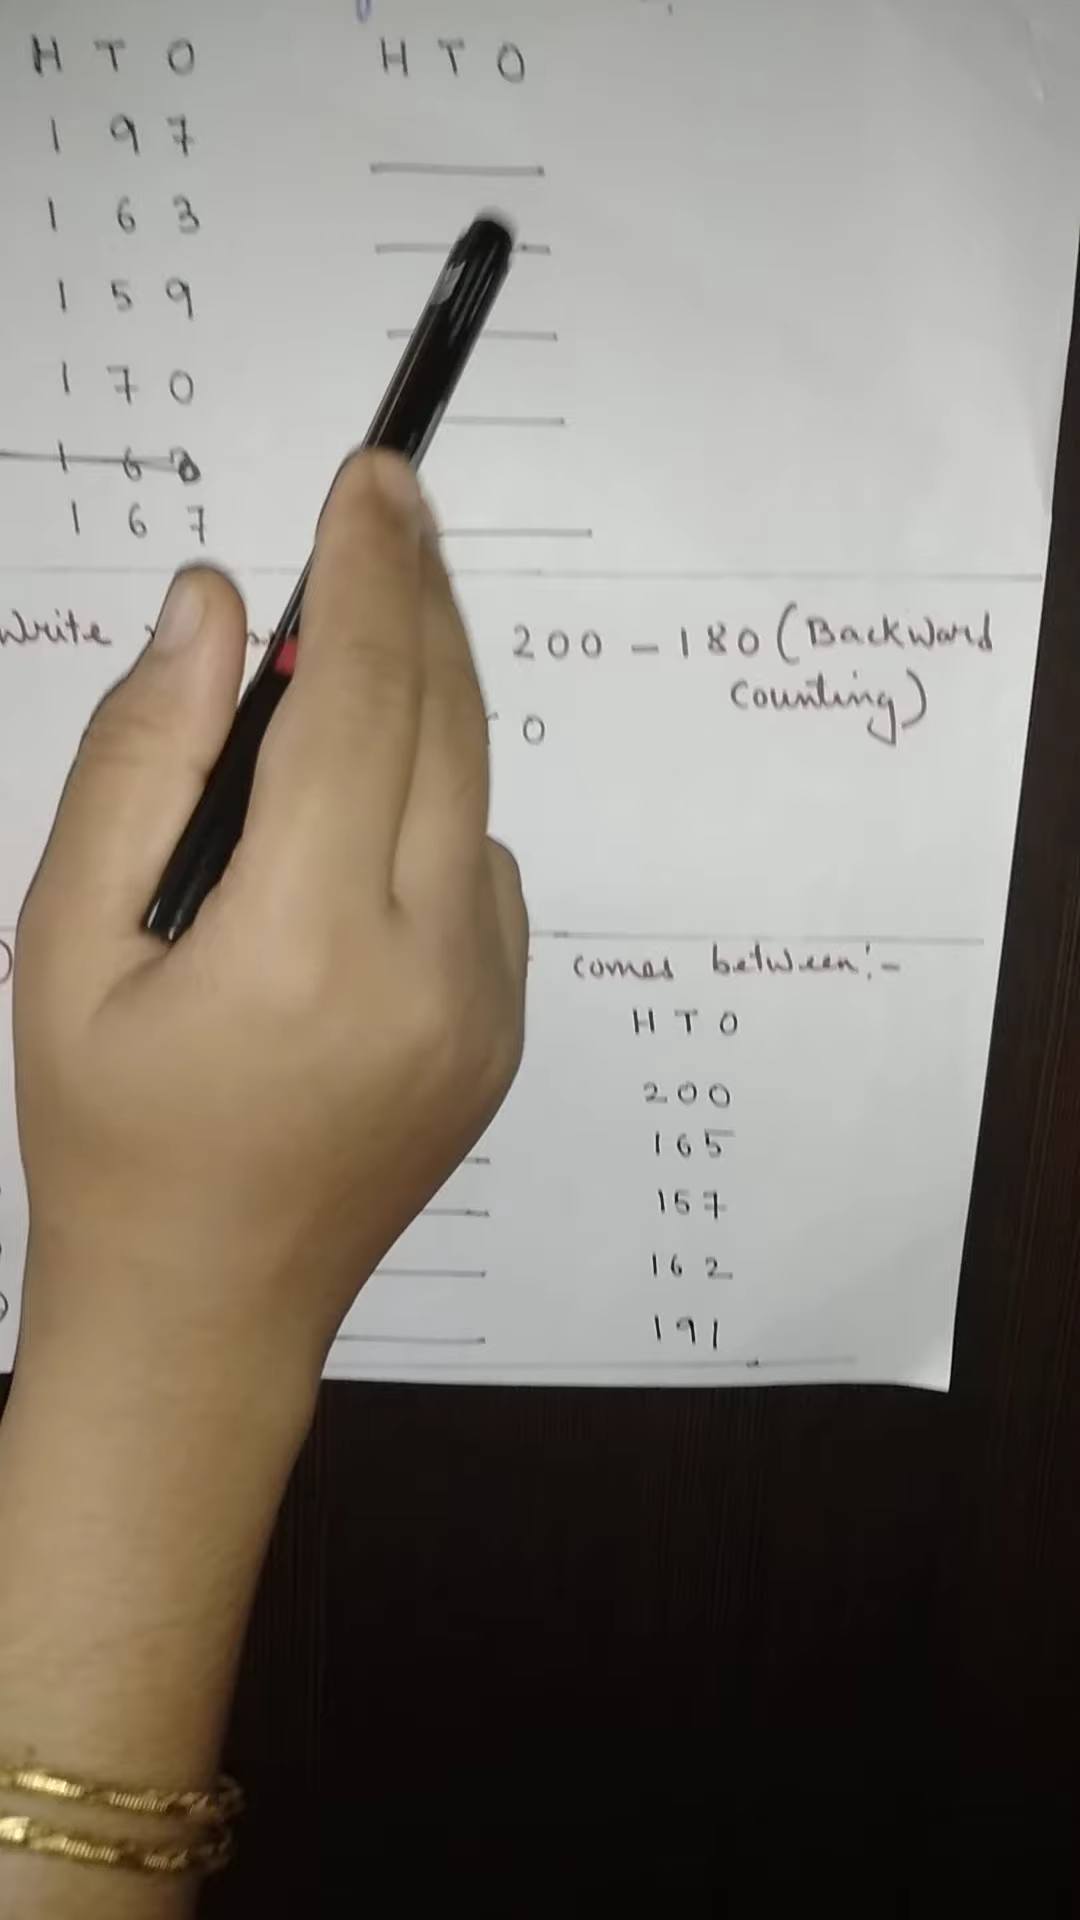 H T O H T O
1 9 7
1 6 3
1 5 9
1 7 0
1 6 7
Write 200 - 180 (Backward
Counting)
0
comes between:-
H T O
200
165
157
162
191